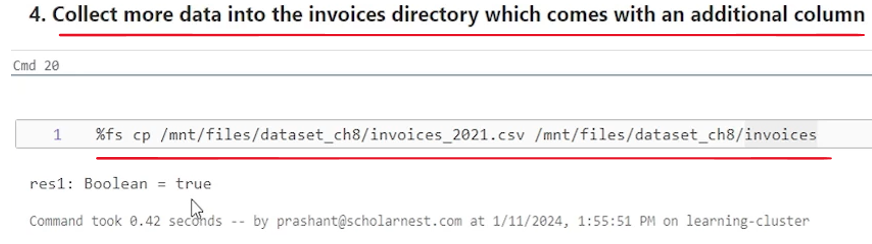 4. Collect more data into the invoices directory which comes with an additional column
Cmd 20
1 %fs cp /mnt/files/dataset_ch8/invoices_2021.csv /mnt/files/dataset_ch8/invoices
res1: Boolean = true
Command took 0.42 seconds -- by prashant@scholarnest.com at 1/11/2024, 1:55:51 PM on learning-cluster